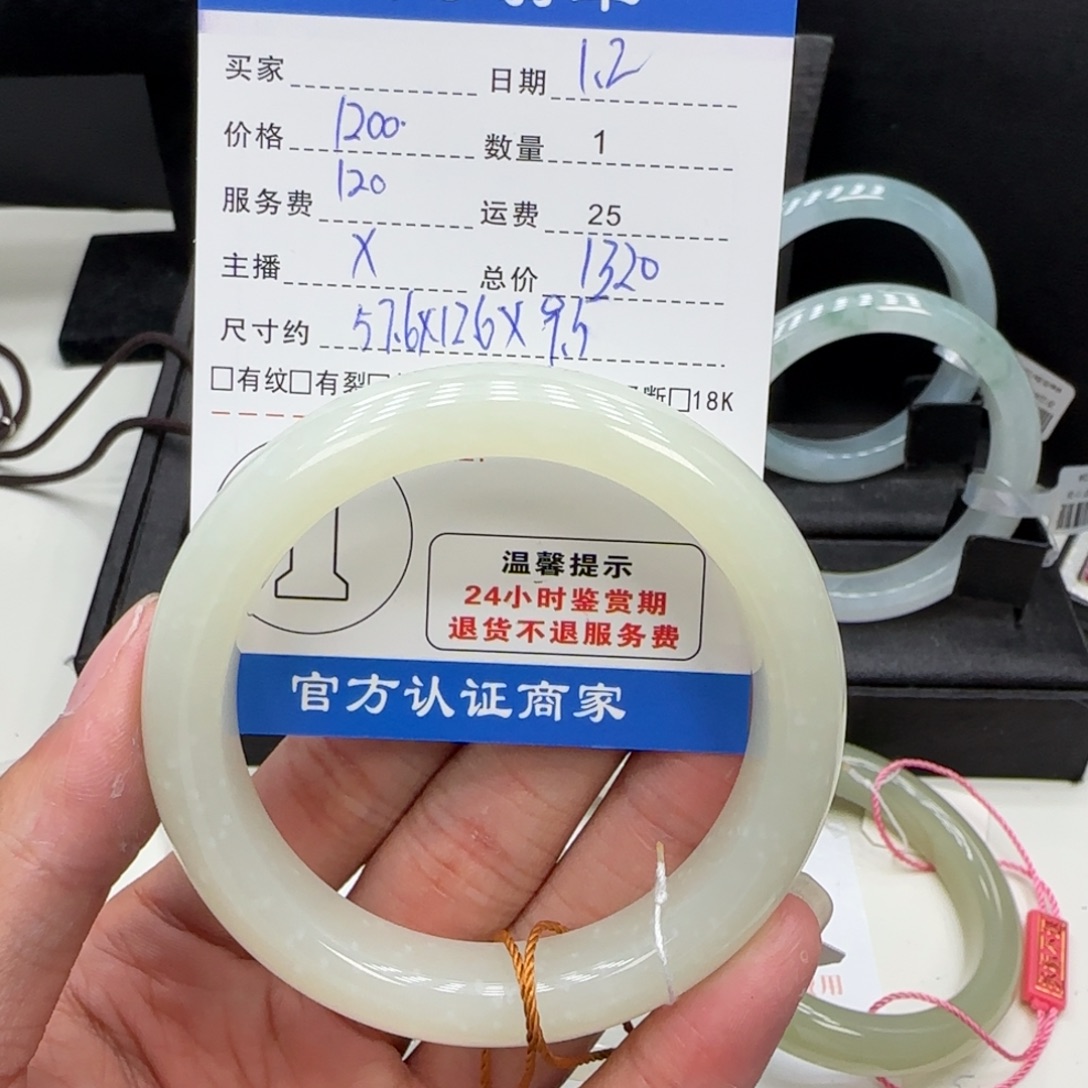 买家 日期 1.2
价格 1200 数量 1
服务费 120 运费 25
主播 X 总价 1320
尺寸约 57.6X12.6X9.5
□有纹□有裂 断□18K
温馨提示
24小时鉴赏期
退货不退服务费
官方认证商家
用